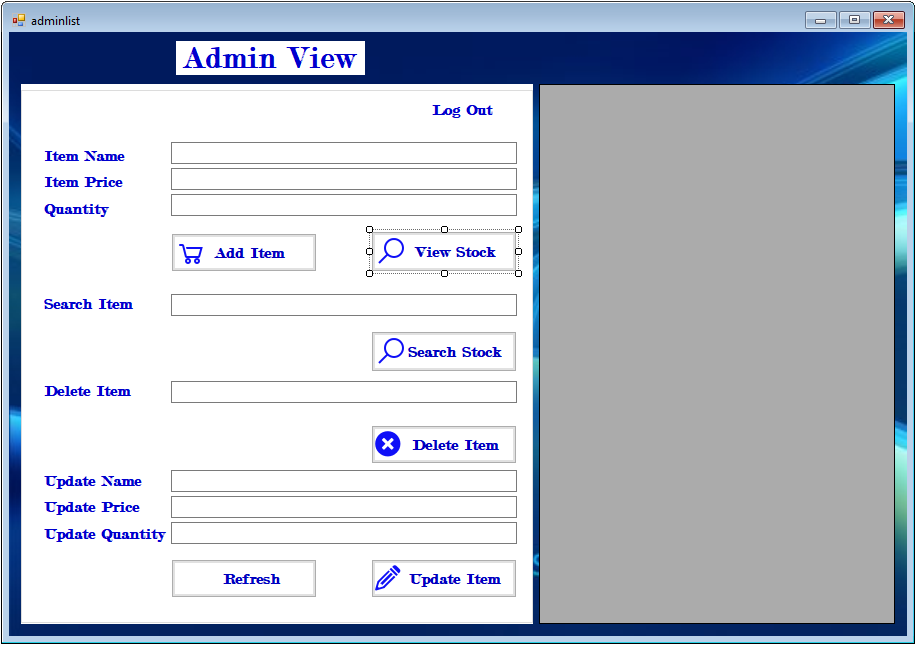 adminlist
Admin View
Log Out
Item Name
Item Price
Quantity
Add Item
View Stock
Search Item
Search Stock
Delete Item
Delete Item
Update Name
Update Price
Update Quantity
Refresh
Update Item